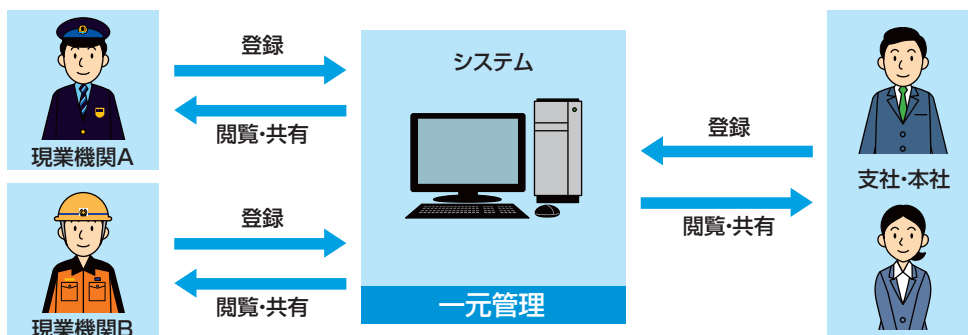 登録
システム
閲覧・共有
現業機関A
登録
支社・本社
登録
閲覧・共有
閲覧・共有
一元管理
現業機関B